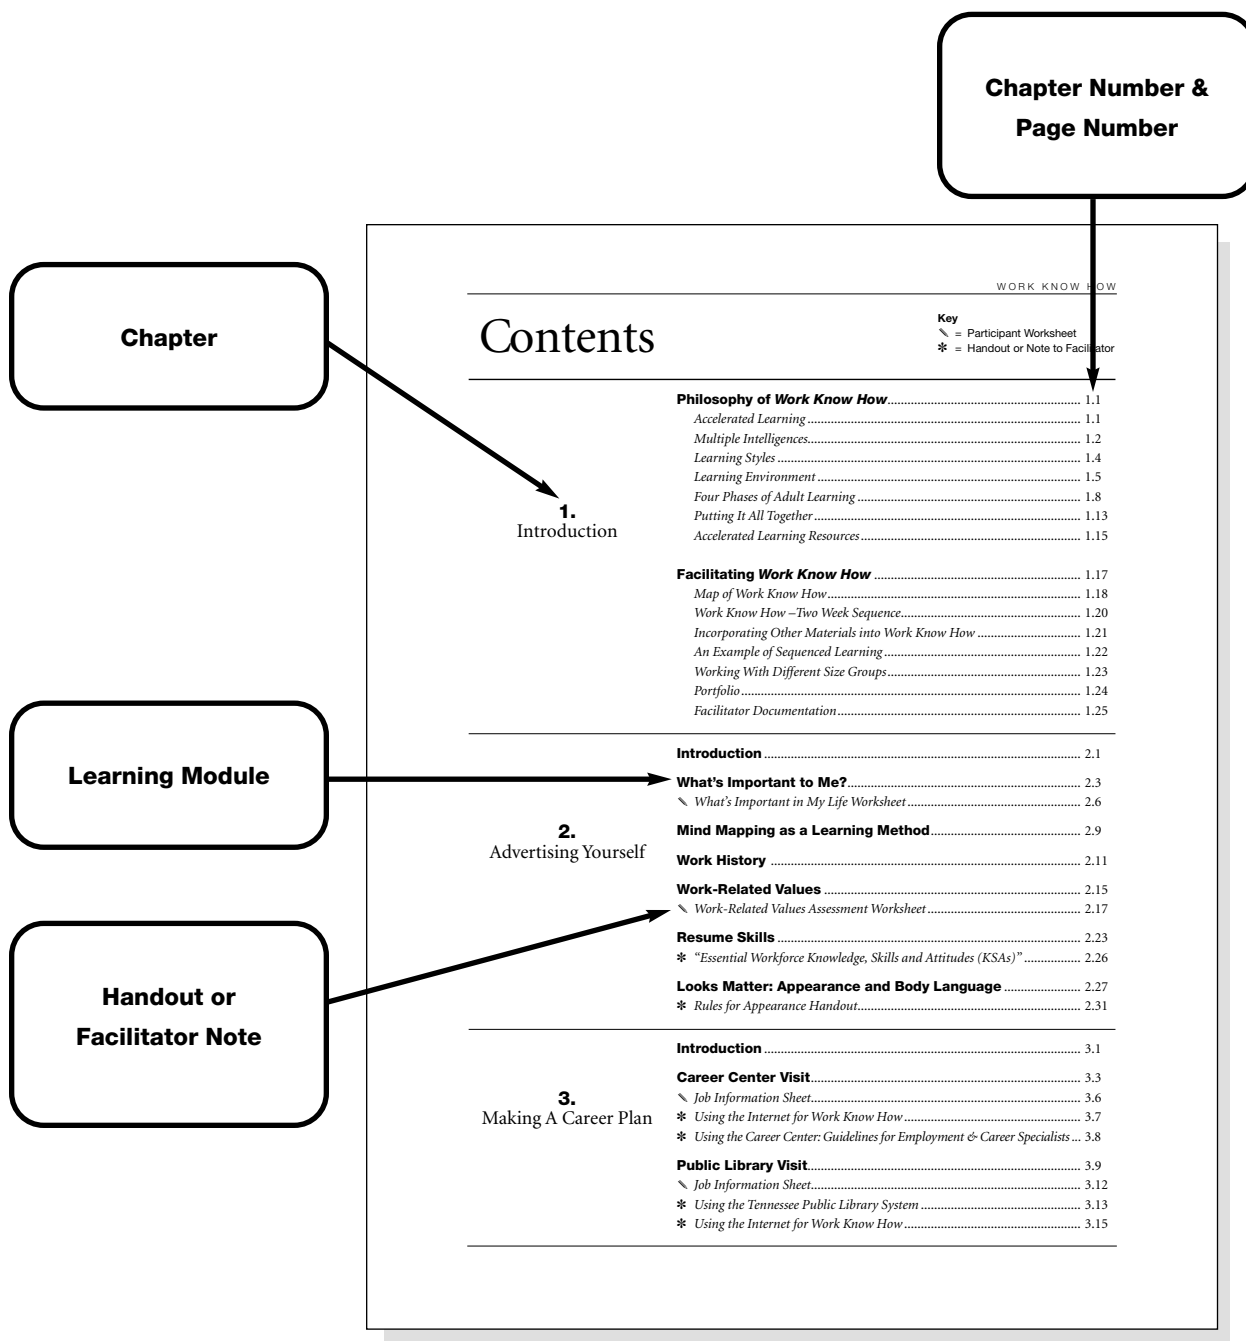 Chapter Number &
Page Number
Chapter
Learning Module
Handout or
Facilitator Note
WORK KNOW HOW
Contents
Key
✎ = Participant Worksheet
✻ = Handout or Note to Facilitator
1.
Introduction
Philosophy of Work Know How 1.1
Accelerated Learning 1.1
Multiple Intelligences 1.2
Learning Styles 1.4
Learning Environment 1.5
Four Phases of Adult Learning 1.8
Putting It All Together 1.13
Accelerated Learning Resources 1.15
Facilitating Work Know How 1.17
Map of Work Know How 1.18
Work Know How –Two Week Sequence 1.20
Incorporating Other Materials into Work Know How 1.21
An Example of Sequenced Learning 1.22
Working With Different Size Groups 1.23
Portfolio 1.24
Facilitator Documentation 1.25
2.
Advertising Yourself
Introduction 2.1
What's Important to Me? 2.3
✎ What's Important in My Life Worksheet 2.6
Mind Mapping as a Learning Method 2.9
Work History 2.11
Work-Related Values 2.15
✎ Work-Related Values Assessment Worksheet 2.17
Resume Skills 2.23
✻ "Essential Workforce Knowledge, Skills and Attitudes (KSAs)" 2.26
Looks Matter: Appearance and Body Language 2.27
✻ Rules for Appearance Handout 2.31
3.
Making A Career Plan
Introduction 3.1
Career Center Visit 3.3
✎ Job Information Sheet 3.6
✻ Using the Internet for Work Know How 3.7
✻ Using the Career Center: Guidelines for Employment & Career Specialists 3.8
Public Library Visit 3.9
✎ Job Information Sheet 3.12
✻ Using the Tennessee Public Library System 3.13
✻ Using the Internet for Work Know How 3.15